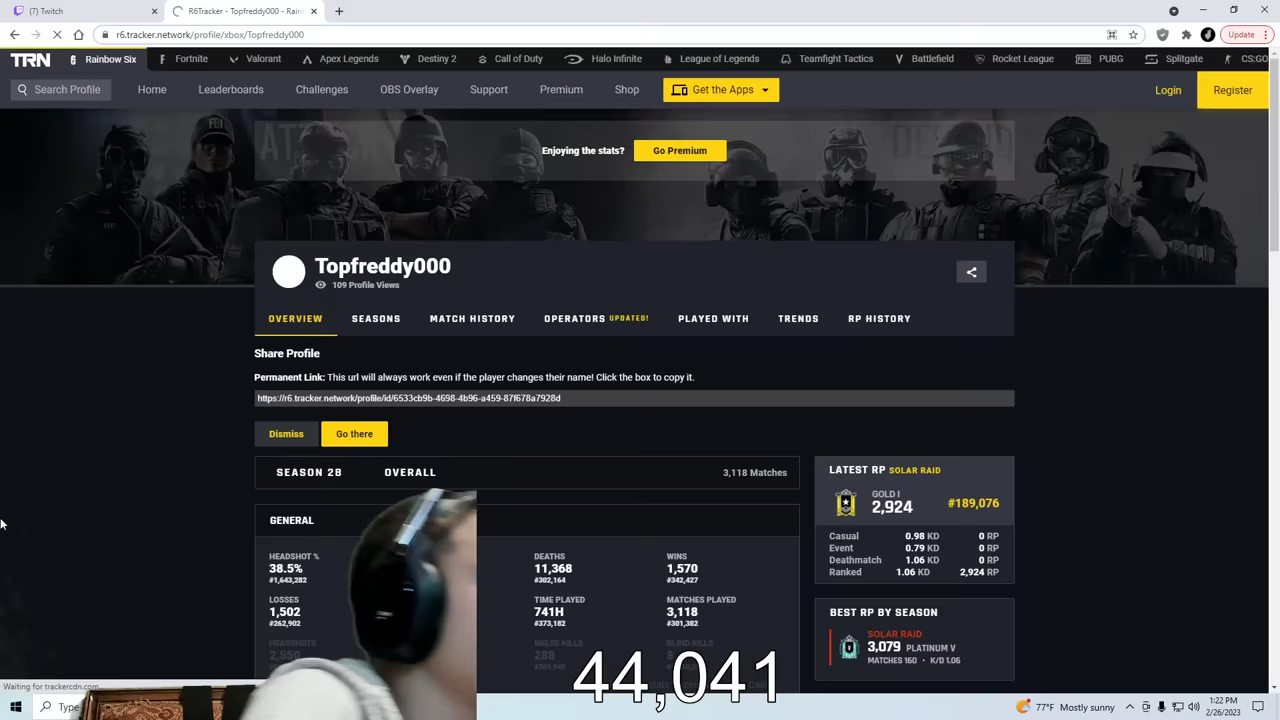 Twitch
R6Tracker - Topfreddy000 - Rain
r6.tracker.network/profile/xbox/Topfreddy000
Update
TRN
Rainbow Six
Fortnite
Valorant
Apex Legends
Destiny 2
Call of Duty
Halo Infinite
League of Legends
Teamfight Tactics
Battlefield
Rocket League
PUBG
PUBG
Splitgate
CS:GO
Search Profile
Home
Leaderboards
Challenges
OBS Overlay
Support
Premium
Shop
Get the Apps
Login
Register
Enjoying the stats?
Go Premium
Topfreddy000
109 Profile Views
OVERVIEW
SEASONS
MATCH HISTORY
OPERATORS UPDATED!
PLAYED WITH
TRENDS
RP HISTORY
Share Profile
Permanent Link: This url will always work even if the player changes their name! Click the box to copy it.
https://r6.tracker.network/profile/id/6533cb9b-4698-4b96-a459-87f678a7928d
Dismiss
Go there
SEASON 28
OVERALL
3,118 Matches
GENERAL
HEADSHOT %
38.5%
#1,643,282
DEATHS
11,368
#302,164
WINS
1,570
#342,427
LOSSES
1,502
#262,902
TIME PLAYED
741H
#373,182
MATCHES PLAYED
3,118
#301,382
HEADSHOTS
2,550
MELEE KILLS
288
BLIND KILLS
LATEST RP SOLAR RAID
GOLD I
2,924
#189,076
Casual 0.98 KD 0 RP
Event 0.79 KD 0 RP
Deathmatch 1.06 KD 0 RP
Ranked 1.06 KD 2,924 RP
BEST RP BY SEASON
SOLAR RAID
3,079 PLATINUM V
MATCHES 160 • K/D 1.06
44,041
Waiting for trackercdn.com...
Type
77°F Mostly sunny
1:22 PM
2/26/2023